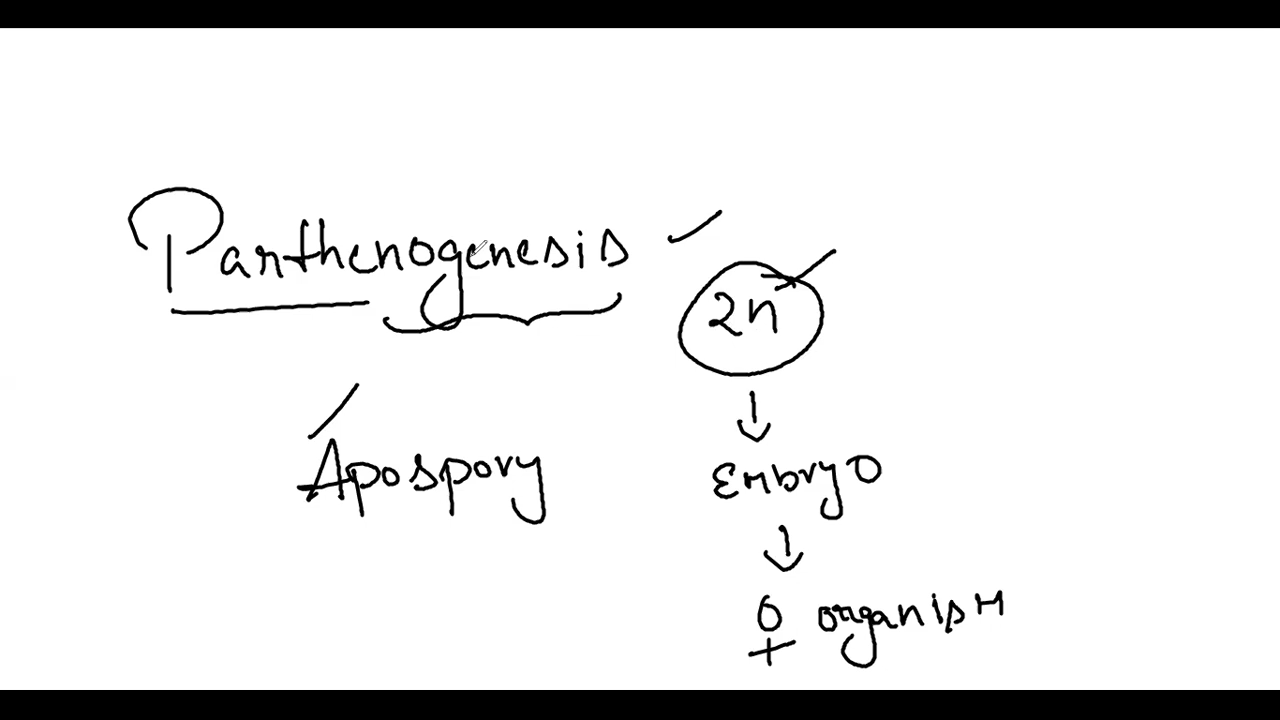 Parthenogenesis
2n
Apospory
Embryo
♀ organism